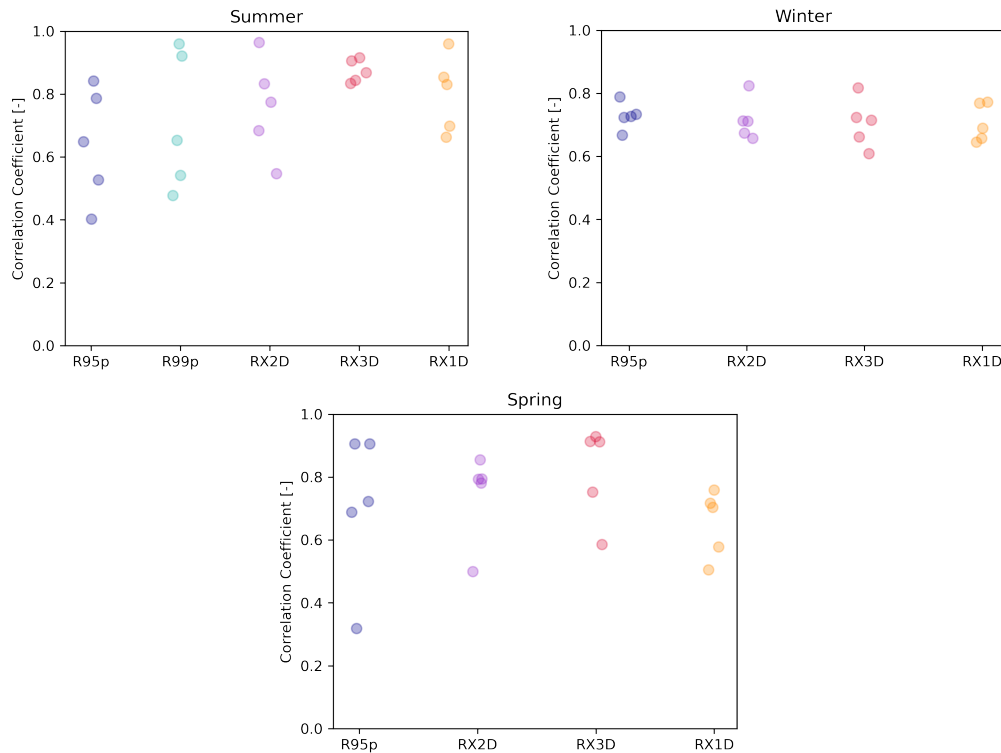 Summer
1.0
0.8
0.6
0.4
0.2
0.0
Correlation Coefficient [-]
R95p R99p RX2D RX3D RX1D
Winter
1.0
0.8
0.6
0.4
0.2
0.0
Correlation Coefficient [-]
R95p RX2D RX3D RX1D
Spring
1.0
0.8
0.6
0.4
0.2
0.0
Correlation Coefficient [-]
R95p RX2D RX3D RX1D